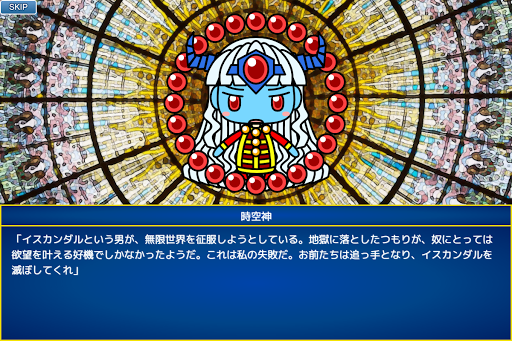 SKIP
時空神
「イスカンダルという男が、無限世界を征服しようとしている。地獄に落としたつもりが、奴にとっては
欲望を叶える好機でしかなかったようだ。これは私の失敗だ。お前たちは追っ手となり、イスカンダルを
滅ぼしてくれ」